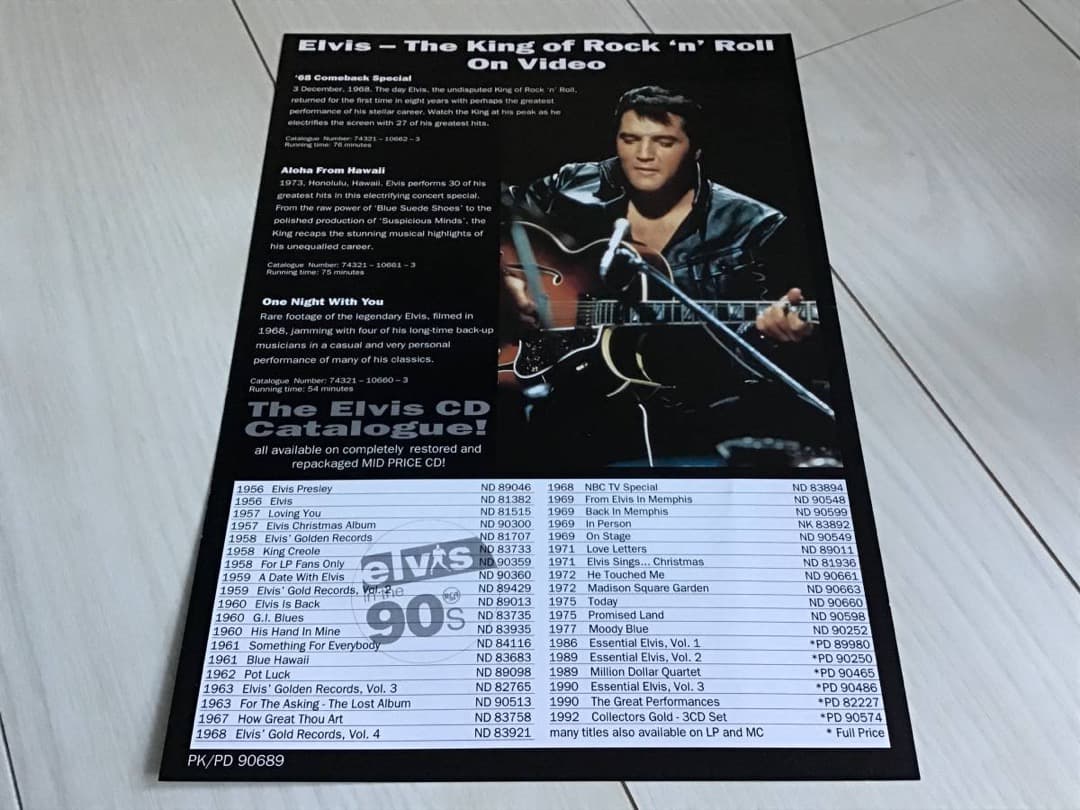 Elvis – The King of Rock 'n' Roll
On Video
'68 Comeback Special
3 December, 1968. The day Elvis, the undisputed King of Rock 'n' Roll,
returned for the first time in eight years with perhaps the greatest
performance of his stellar career. Watch the King at his peak as he
electrifies the screen with 27 of his greatest hits.
Catalogue Number: 74321 – 10662 – 3
Running time: 76 minutes
Aloha From Hawaii
1973, Honolulu, Hawaii. Elvis performs 30 of his
greatest hits in this electrifying concert special.
From the raw power of 'Blue Suede Shoes' to the
polished production of 'Suspicious Minds', the
King recaps the stunning musical highlights of
his unequalled career.
Catalogue Number: 74321 – 10661 – 3
Running time: 75 minutes
One Night With You
Rare footage of the legendary Elvis, filmed in
1968, jamming with four of his long-time back-up
musicians in a casual and very personal
performance of many of his classics.
Catalogue Number: 74321 – 10660 – 3
Running time: 54 minutes
The Elvis CD
Catalogue!
all available on completely restored and
repackaged MID PRICE CD!
1956 Elvis Presley ND 89046
1956 Elvis ND 81382
1957 Loving You ND 81515
1957 Elvis Christmas Album ND 90300
1958 Elvis' Golden Records ND 81707
1958 King Creole ND 83733
1958 For LP Fans Only ND 90359
1959 A Date With Elvis ND 90360
1959 Elvis' Gold Records, Vol. 2 ND 89429
1960 Elvis Is Back ND 89013
1960 G.I. Blues ND 83735
1960 His Hand In Mine ND 83935
1961 Something For Everybody ND 84116
1961 Blue Hawaii ND 83683
1962 Pot Luck ND 89098
1963 Elvis' Golden Records, Vol. 3 ND 82765
1963 For The Asking - The Lost Album ND 90513
1967 How Great Thou Art ND 83758
1968 Elvis' Gold Records, Vol. 4 ND 83921
elvis
in the
90s
1968 NBC TV Special ND 83894
1969 From Elvis In Memphis ND 90548
1969 Back In Memphis ND 90599
1969 In Person NK 83892
1969 On Stage ND 90549
1971 Love Letters ND 89011
1971 Elvis Sings... Christmas ND 81936
1972 He Touched Me ND 90661
1972 Madison Square Garden ND 90663
1975 Today ND 90660
1975 Promised Land ND 90598
1977 Moody Blue ND 90252
1986 Essential Elvis, Vol. 1 *PD 89980
1989 Essential Elvis, Vol. 2 *PD 90250
1989 Million Dollar Quartet *PD 90465
1990 Essential Elvis, Vol. 3 *PD 90486
1990 The Great Performances *PD 82227
1992 Collectors Gold - 3CD Set *PD 90574
many titles also available on LP and MC * Full Price
PK/PD 90689